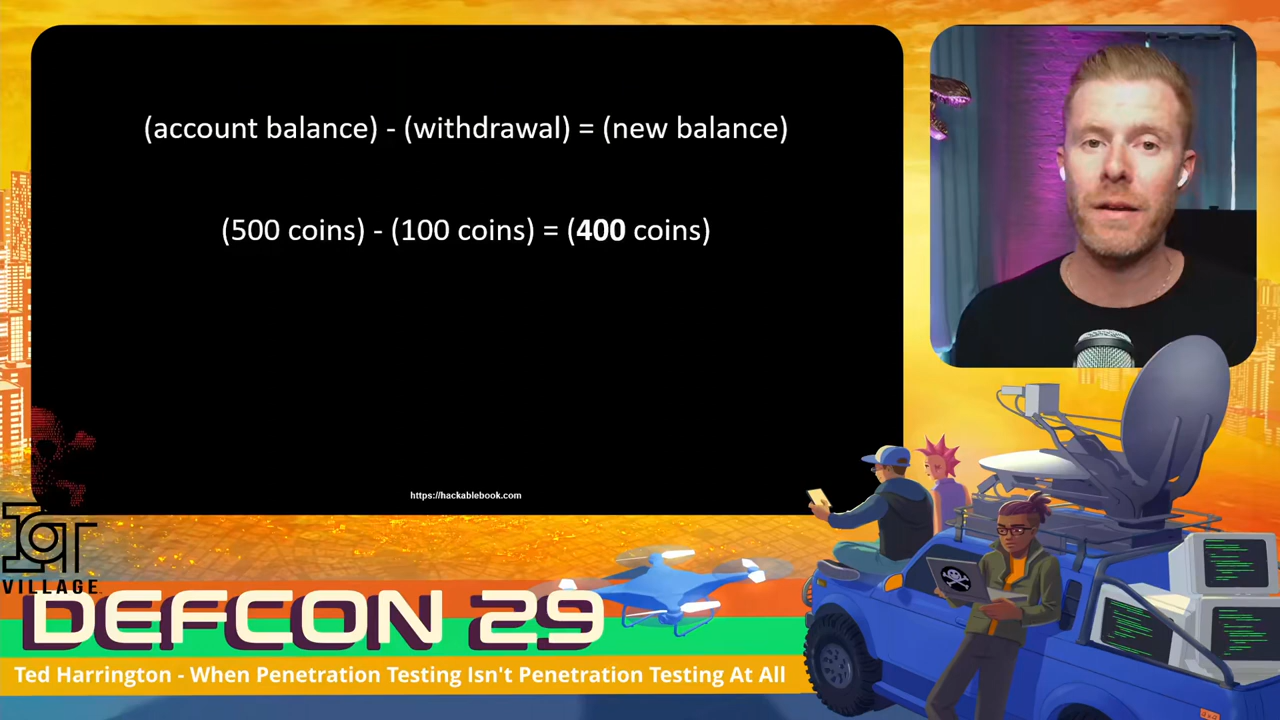 (account balance) - (withdrawal) = (new balance)
(500 coins) - (100 coins) = (400 coins)
https://hackablebook.com
IOT
VILLAGE
DEFCON 29
Ted Harrington - When Penetration Testing Isn't Penetration Testing At All